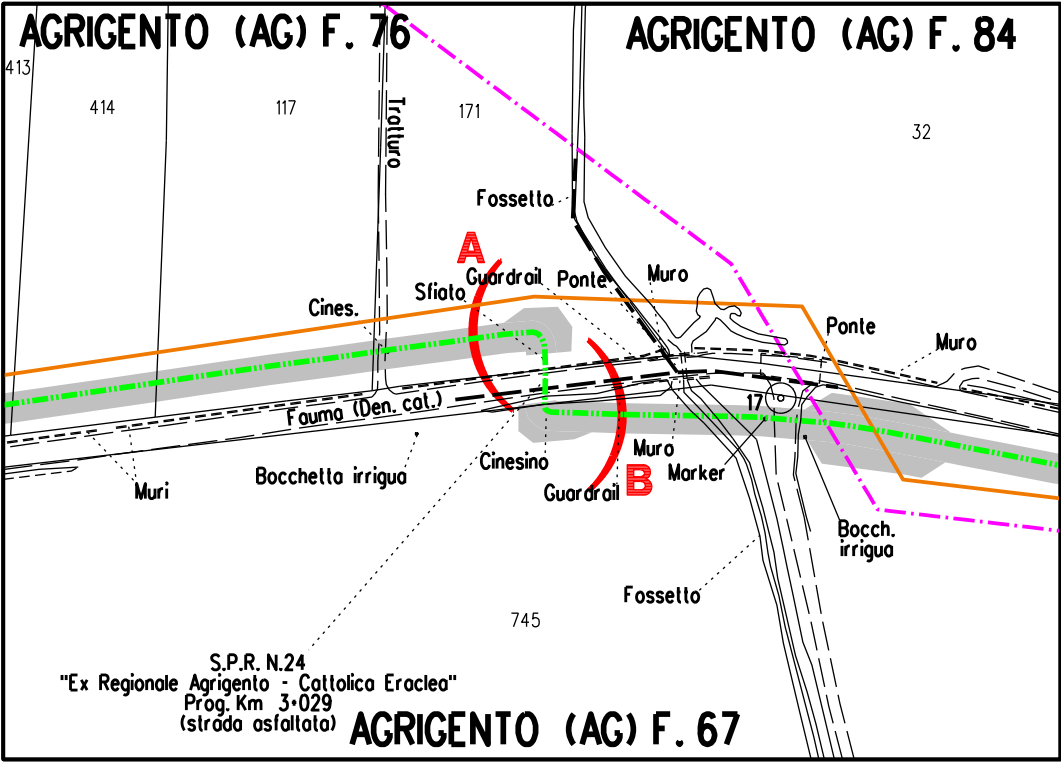 AGRIGENTO (AG) F. 76
AGRIGENTO (AG) F. 84
413
414
117
Tratturo
171
32
Fossetto
A
Guardrail
Ponte
Muro
Sfiato
Cines.
Ponte
Muro
Fauma (Den. cat.)
17
Cinesino
Muro
Marker
Bocchetta irrigua
Muri
Guardrail
B
Bocch.
irrigua
Fossetto
745
S.P.R. N.24
"Ex Regionale Agrigento - Cattolica Eraclea"
Prog. Km 3+029
(strada asfaltata)
AGRIGENTO (AG) F. 67